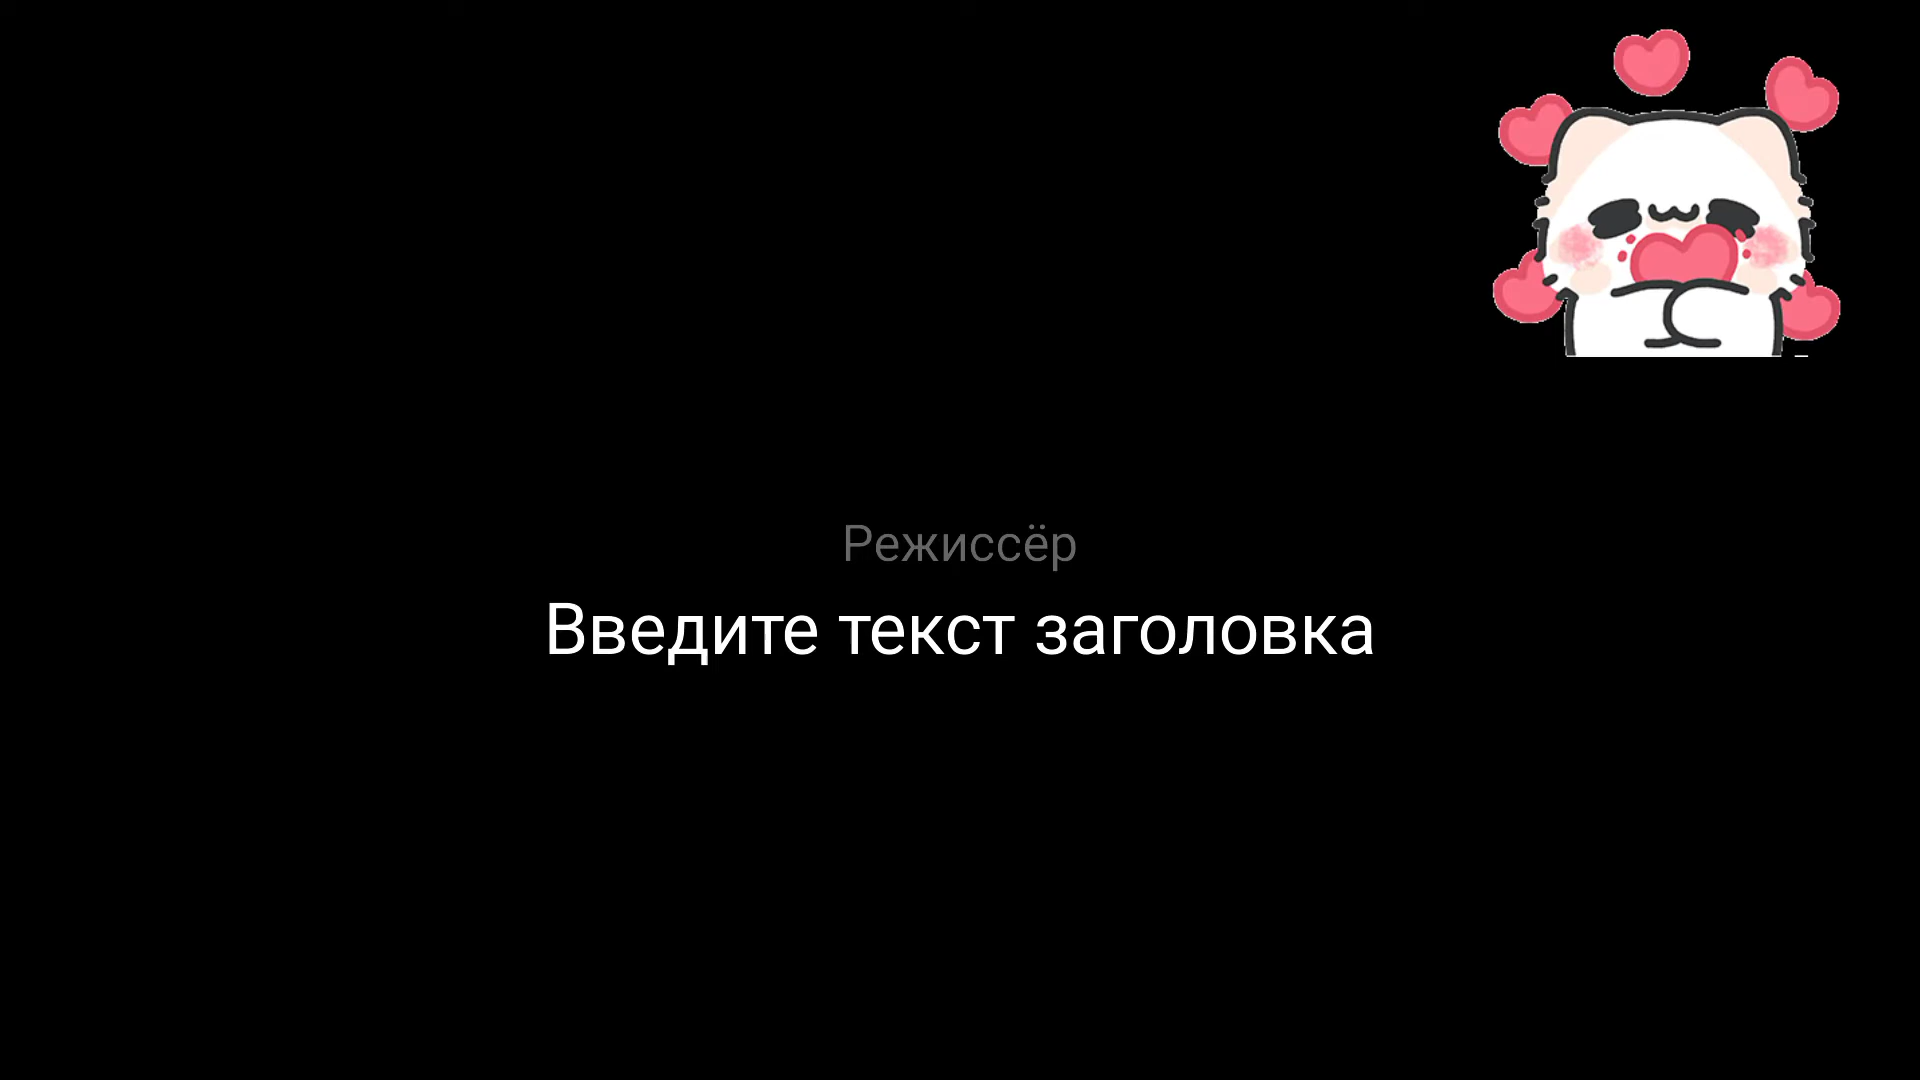 Режиссёр
Введите текст заголовка